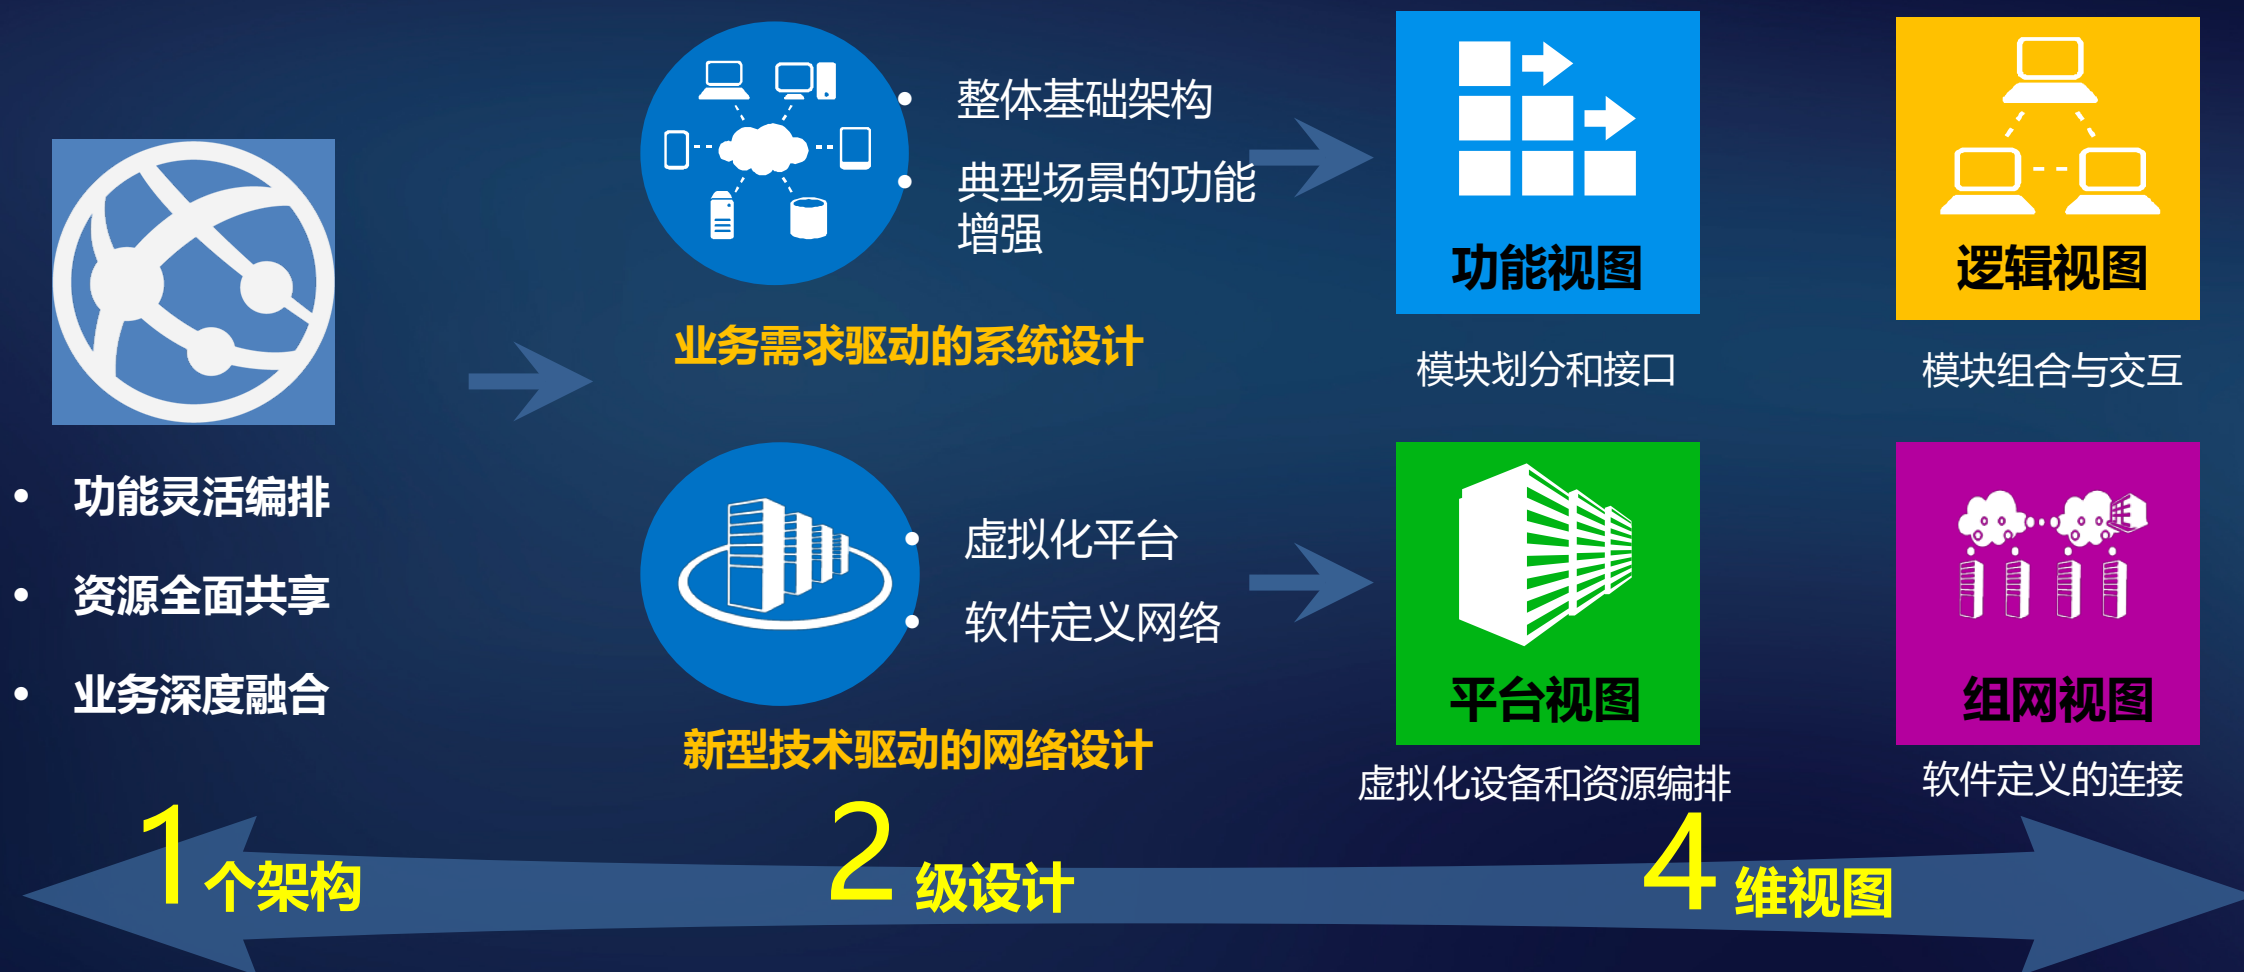 功能灵活编排
资源全面共享
业务深度融合
整体基础架构
典型场景的功能
增强
业务需求驱动的系统设计
虚拟化平台
软件定义网络
新型技术驱动的网络设计
功能视图
模块划分和接口
逻辑视图
模块组合与交互
平台视图
虚拟化设备和资源编排
组网视图
软件定义的连接
1个架构
2级设计
4维视图